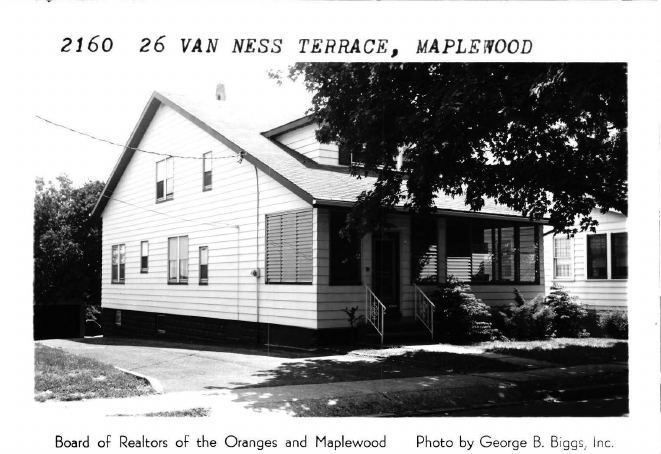 2160 26 VAN NESS TERRACE, MAPLEWOOD
Board of Realtors of the Oranges and Maplewood Photo by George B. Biggs, Inc.